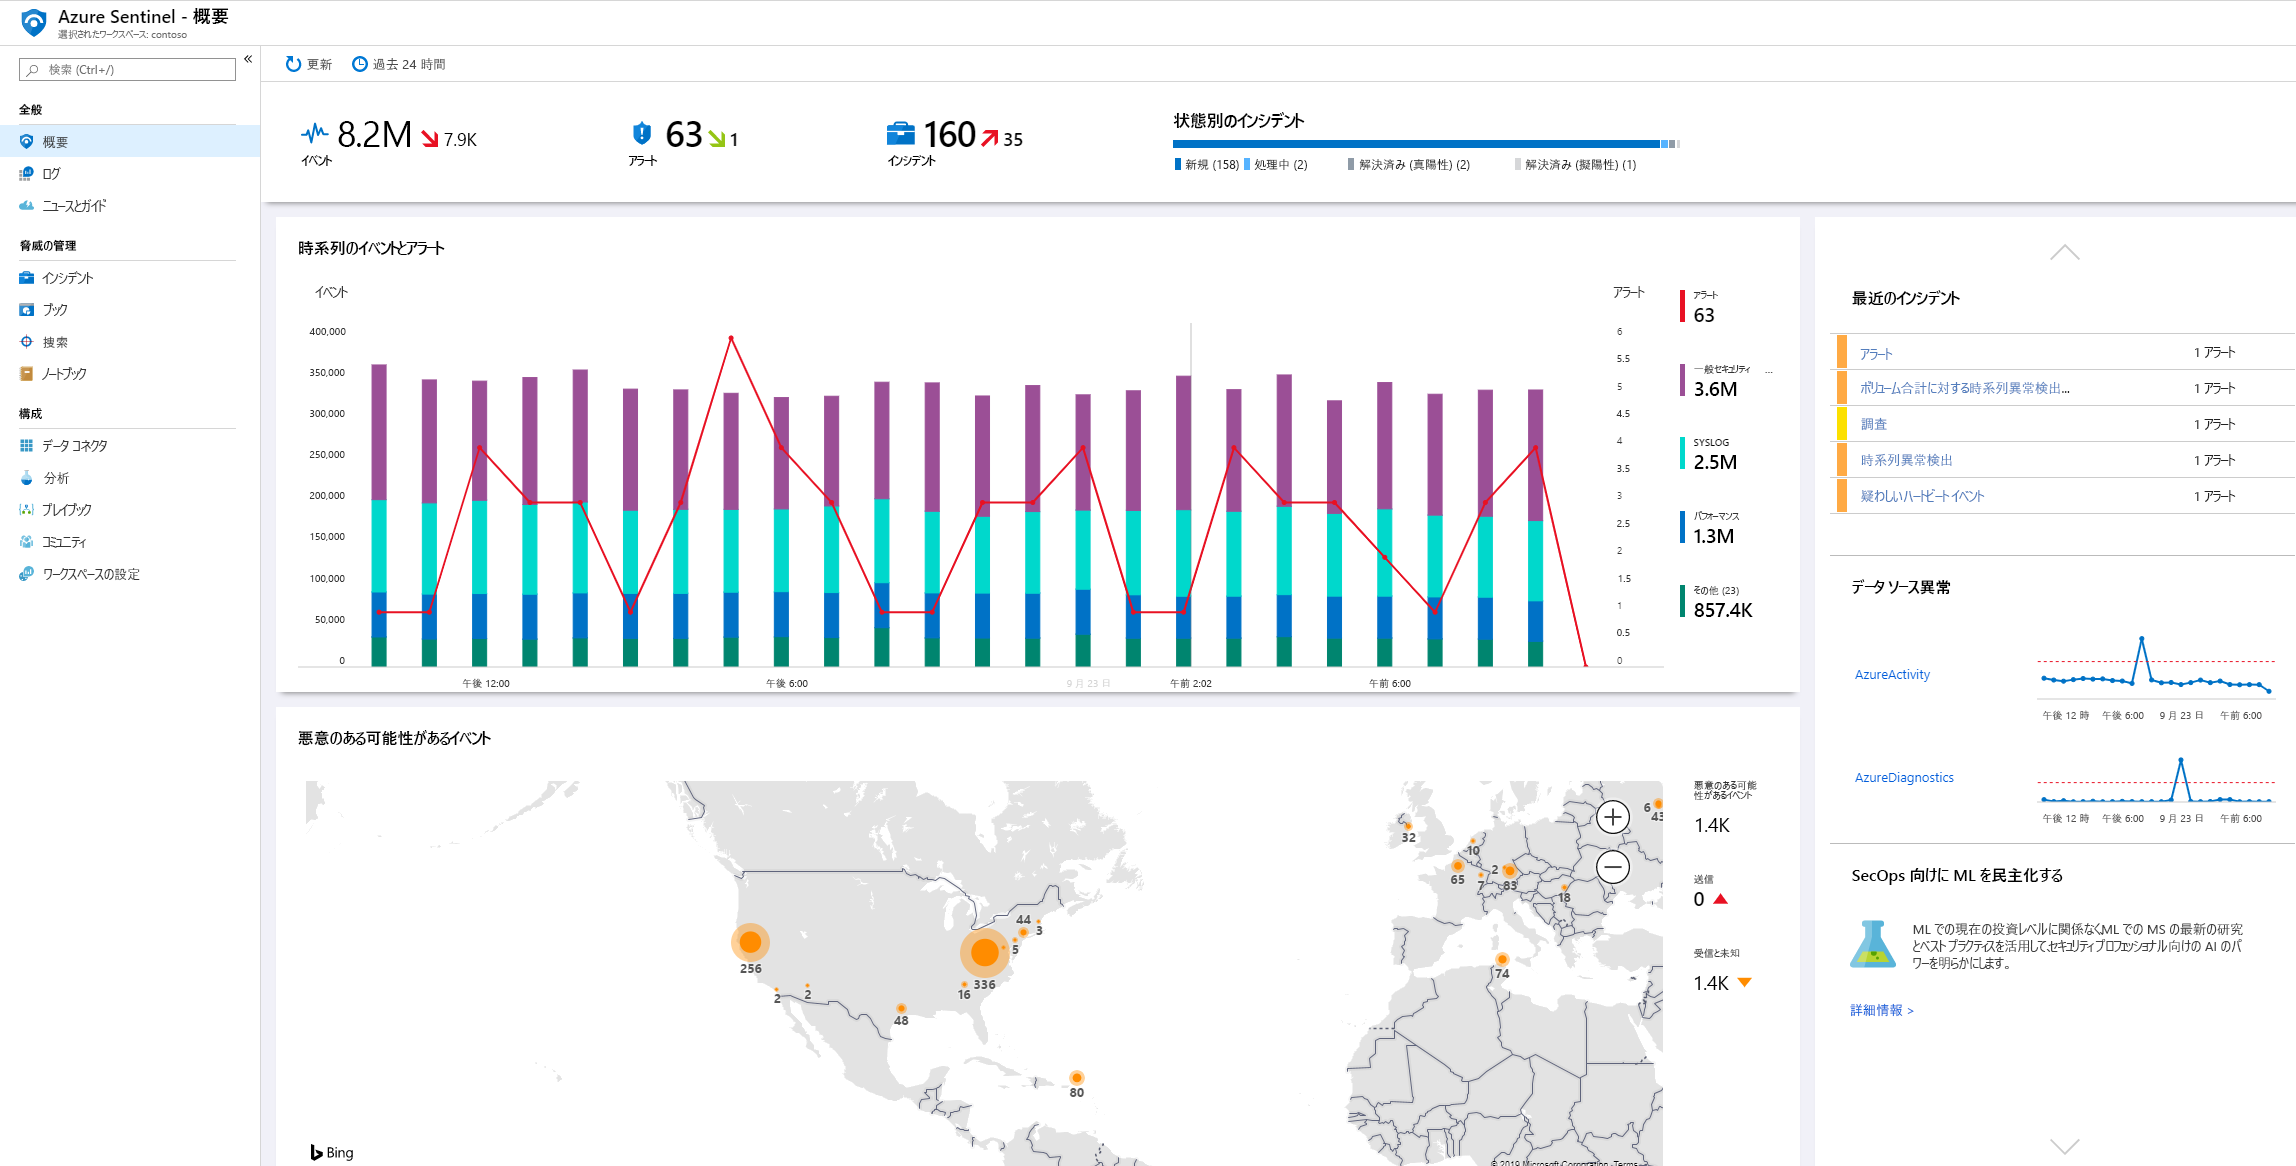 Azure Sentinel - 概要
選択されたワークスペース: contoso
検索 (Ctrl+/)
«
全般
概要
ログ
ニュースとガイド
脅威の管理
インシデント
ブック
捜索
ノートブック
構成
データ コネクタ
分析
プレイブック
コミュニティ
ワークスペースの設定
更新
過去 24 時間
8.2M 7.9K
イベント
63 1
アラート
160 35
インシデント
状態別のインシデント
新規 (158) 処理中 (2) 解決済み (真陽性) (2) 解決済み (擬陽性) (1)
時系列のイベントとアラート
イベント
アラート
400,000
350,000
300,000
250,000
200,000
150,000
100,000
50,000
0
6
5.5
5
4.5
4
3.5
3
2.5
2
1.5
1
0.5
0
午後 12:00 午後 6:00 9 月 23 日 午前 2:02 午前 6:00
アラート
63
一般セキュリティ ...
3.6M
SYSLOG
2.5M
パフォーマンス
1.3M
その他 (23)
857.4K
悪意のある可能性があるイベント
256
2
2
48
16
336
44
5
3
80
32
10
65
7
2
83
18
74
6
43
Bing
© 2019 Microsoft Corporation Terms
悪意のある可能
性があるイベント
1.4K
送信
0
受信と未知
1.4K
最近のインシデント
アラート 1 アラート
ボリューム合計に対する時系列異常検出... 1 アラート
調査 1 アラート
時系列異常検出 1 アラート
疑わしいハートビート イベント 1 アラート
データ ソース異常
AzureActivity
午後 12 時 午後 6:00 9 月 23 日 午前 6:00
AzureDiagnostics
午後 12 時 午後 6:00 9 月 23 日 午前 6:00
SecOps 向けに ML を民主化する
ML での現在の投資レベルに関係なくML での MS の最新の研究
とベスト プラクティスを活用してセキュリティ プロフェッショナル向けの AI のパ
ワーを明らかにします。
詳細情報 >